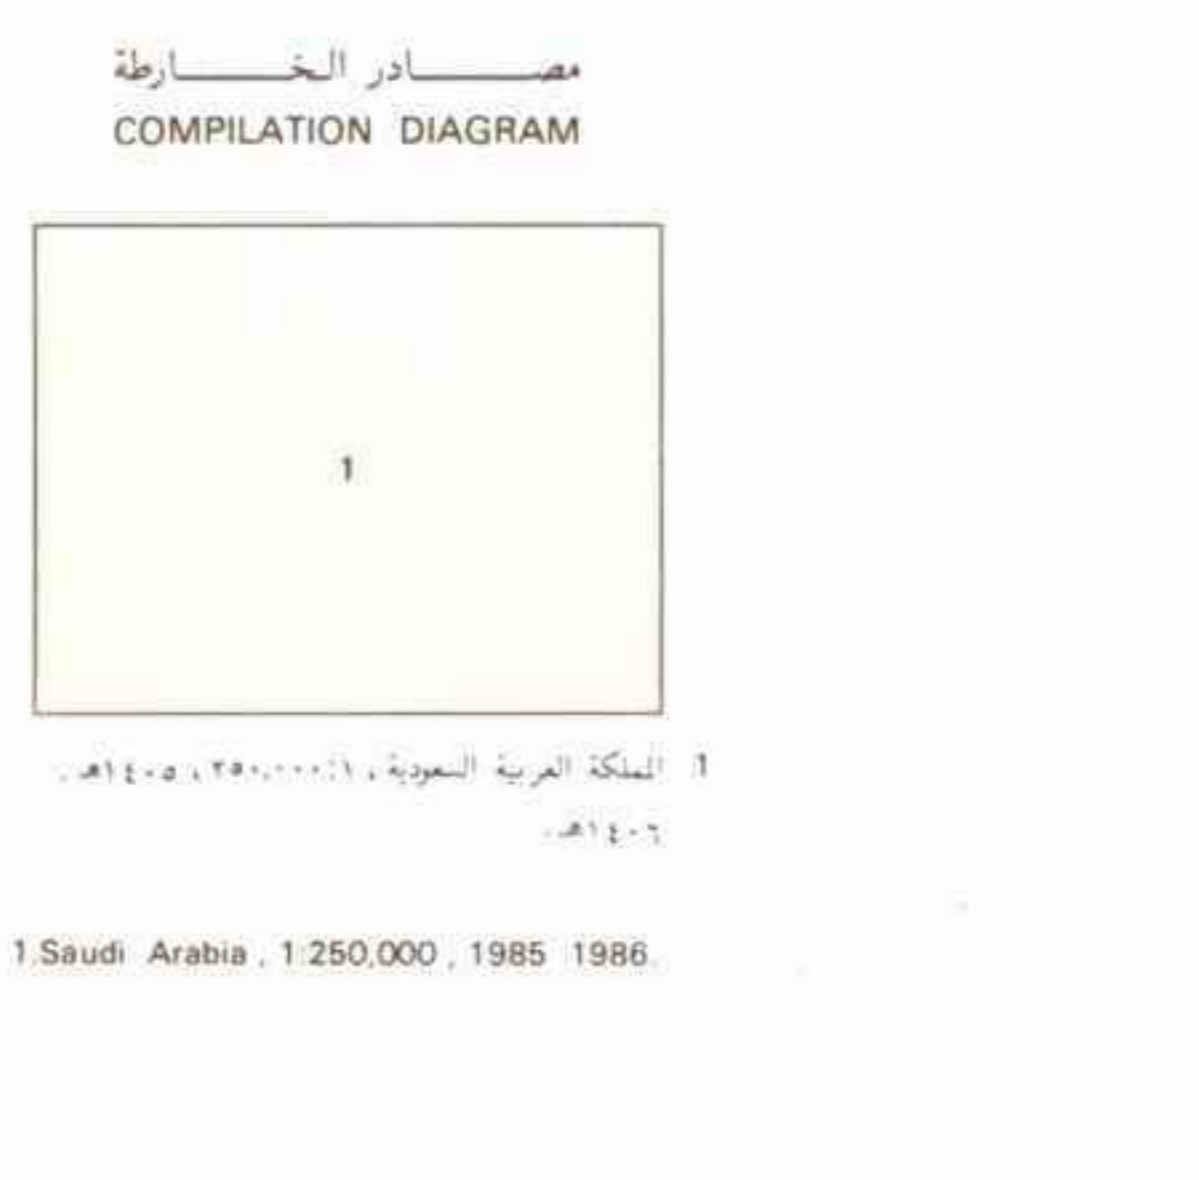 مصادر الخارطة
COMPILATION DIAGRAM
1
1 المملكة العربية السعودية ، ١:٢٥٠,٠٠٠ ، ١٤٠٥هـ .
١٤٠٦هـ .
1.Saudi Arabia , 1:250,000 , 1985 1986.